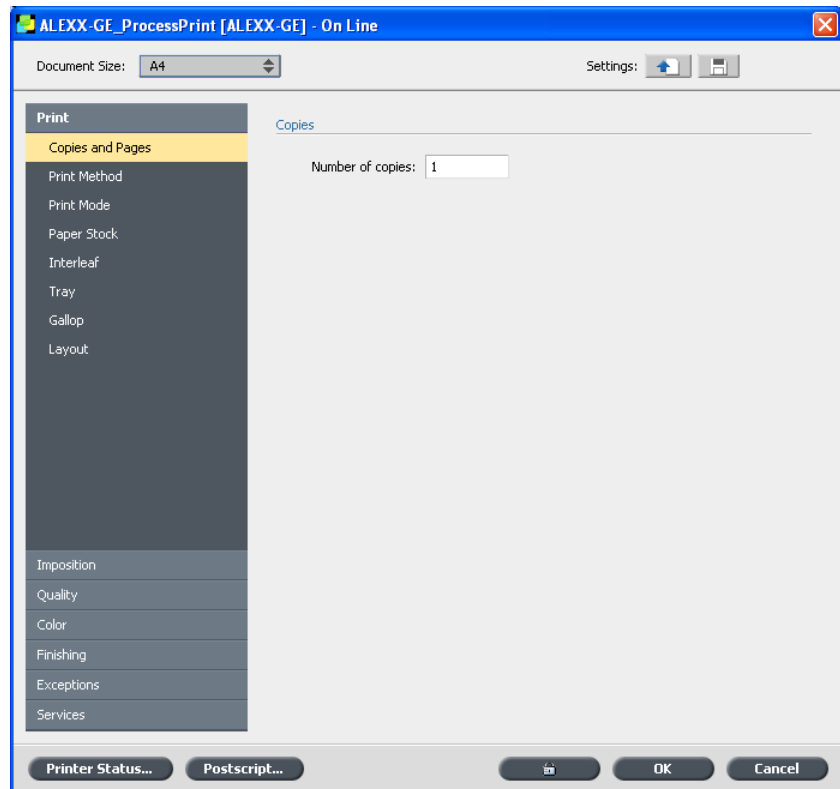 ALEXX-GE_ProcessPrint [ALEXX-GE] - On Line
Document Size: A4
Settings:
Print
Copies and Pages
Print Method
Print Mode
Paper Stock
Interleaf
Tray
Gallop
Layout
Imposition
Quality
Color
Finishing
Exceptions
Services
Copies
Number of copies: 1
Printer Status... Postscript... OK Cancel